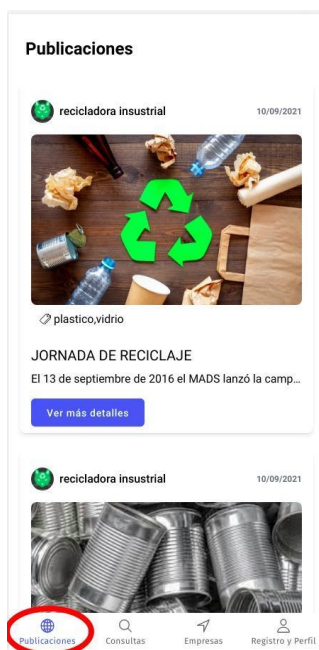 Publicaciones
recicladora insustrial 10/09/2021
plastico,vidrio
JORNADA DE RECICLAJE
El 13 de septiembre de 2016 el MADS lanzó la camp...
Ver más detalles
recicladora insustrial 10/09/2021
Publicaciones Consultas Empresas Registro y Perfil